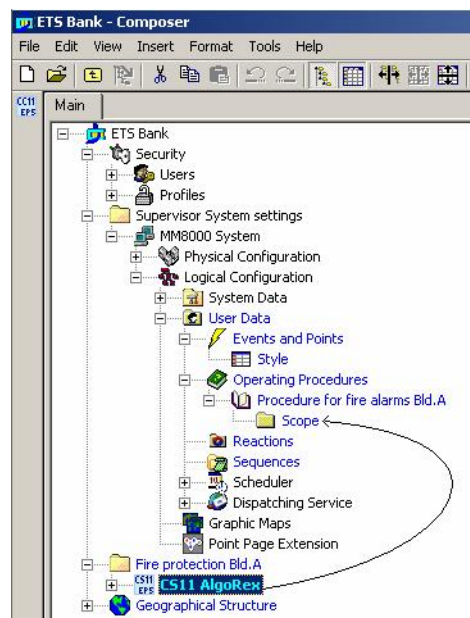 ETS Bank - Composer
File Edit View Insert Format Tools Help
CC11
EPS
Main
ETS Bank
Security
Users
Profiles
Supervisor System settings
MM8000 System
Physical Configuration
Logical Configuration
System Data
User Data
Events and Points
Style
Operating Procedures
Procedure for fire alarms Bld.A
Scope
Reactions
Sequences
Scheduler
Dispatching Service
Graphic Maps
Point Page Extension
Fire protection Bld.A
CS11
EPS
CS11 AlgoRex
Geographical Structure